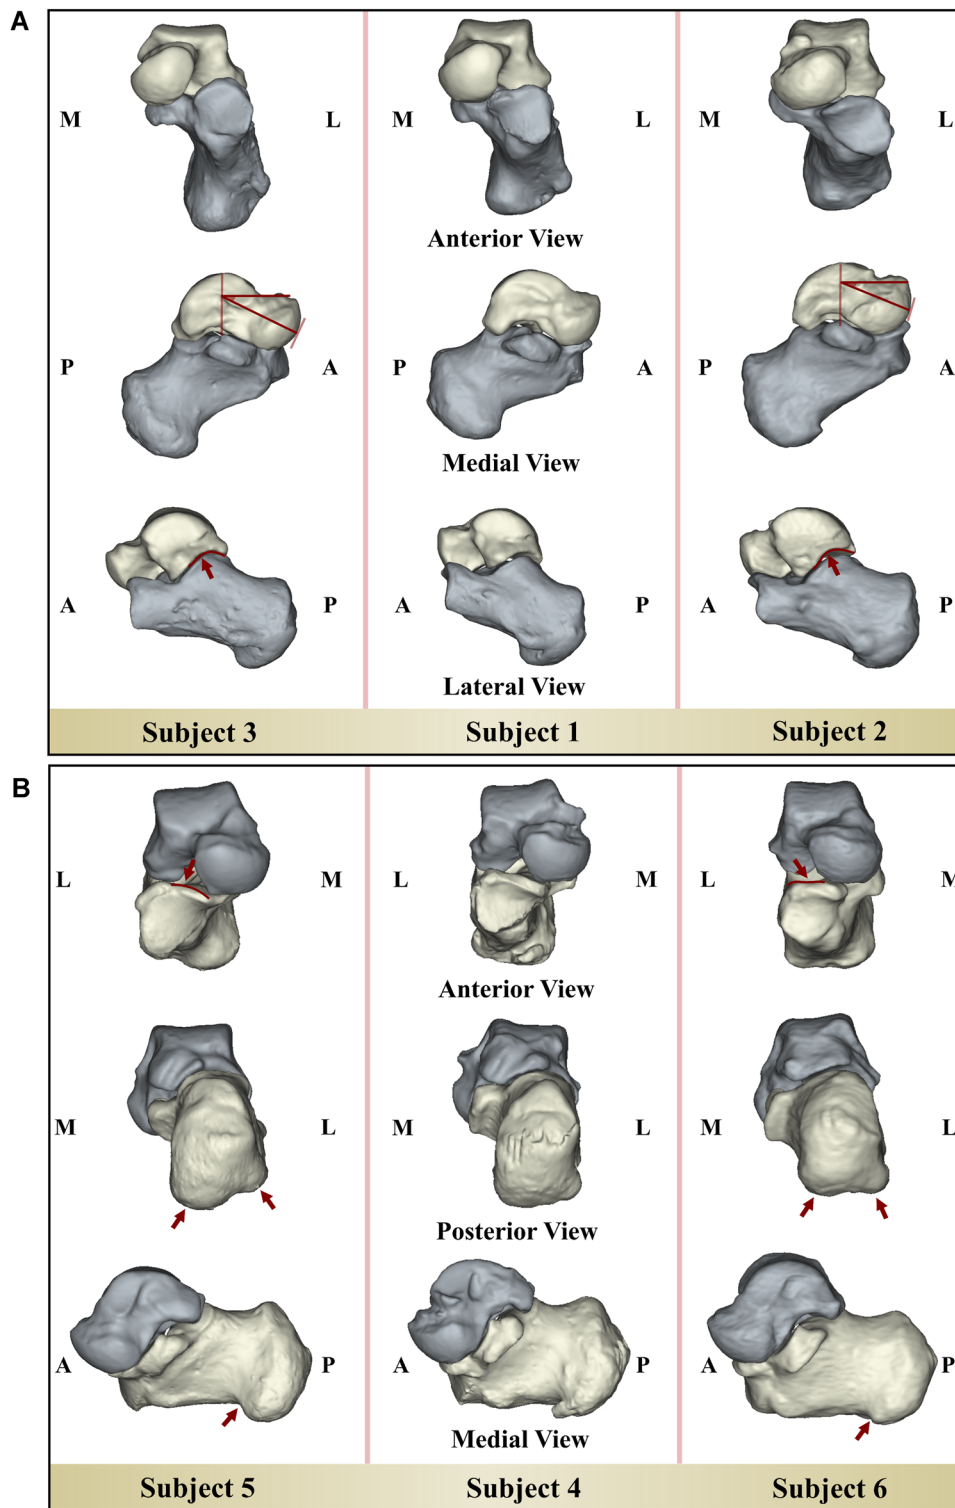 A
M L M L M L
Anterior View
P A P A P A
Medial View
A P A P A P
Lateral View
Subject 3 Subject 1 Subject 2
B
L M L M L M
Anterior View
M L M L M L
Posterior View
A P A P A P
Medial View
Subject 5 Subject 4 Subject 6